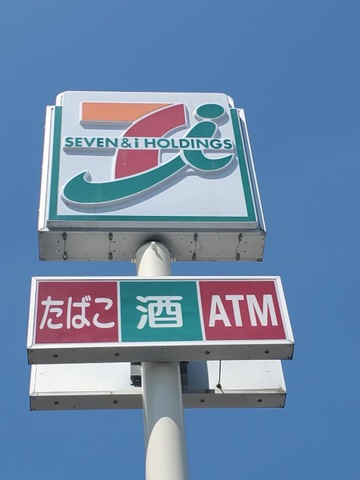 SEVEN & i HOLDINGS
たばこ 酒 ATM